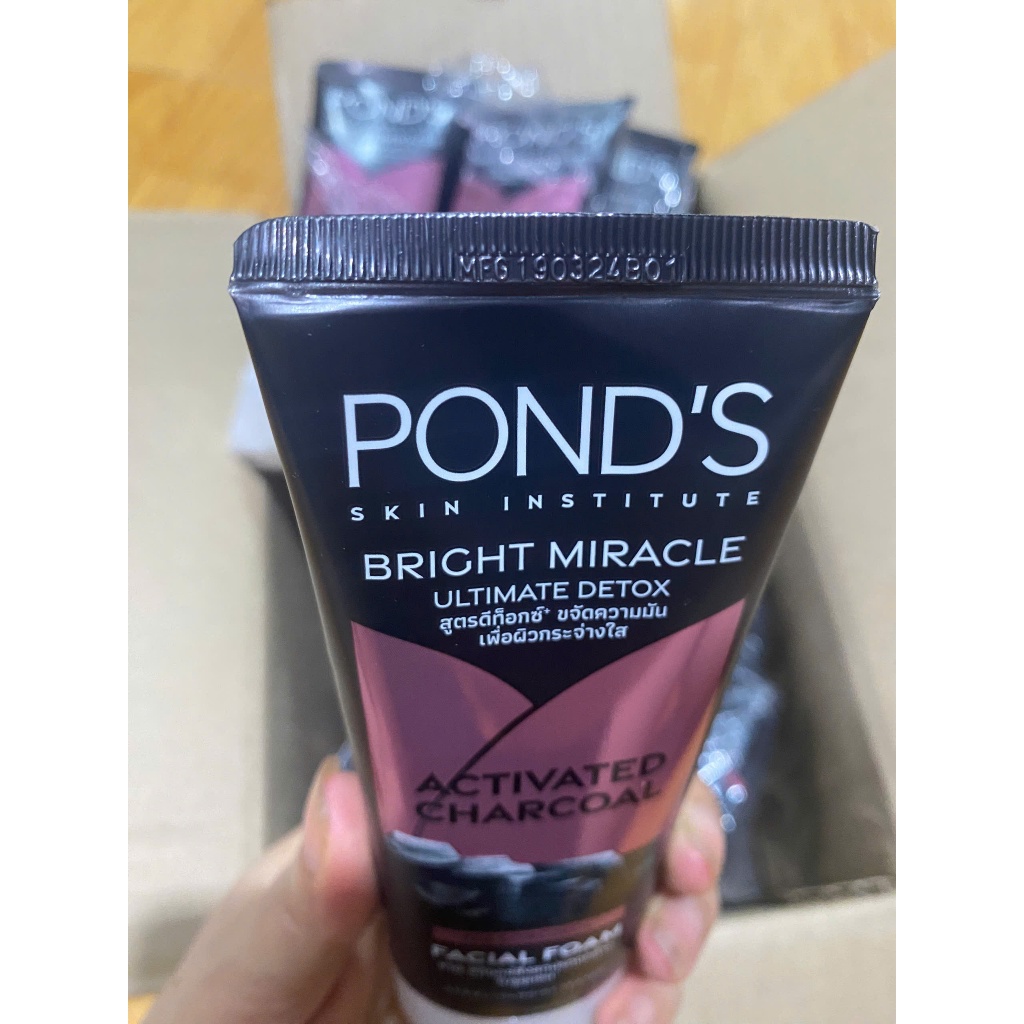 POND'S
MFG190324B01
POND'S
SKIN INSTITUTE
BRIGHT MIRACLE
ULTIMATE DETOX
สูตรดีท็อกซ์⁺ ขจัดความมัน
เพื่อผิวกระจ่างใส
ACTIVATED
CHARCOAL
FACIAL FOAM